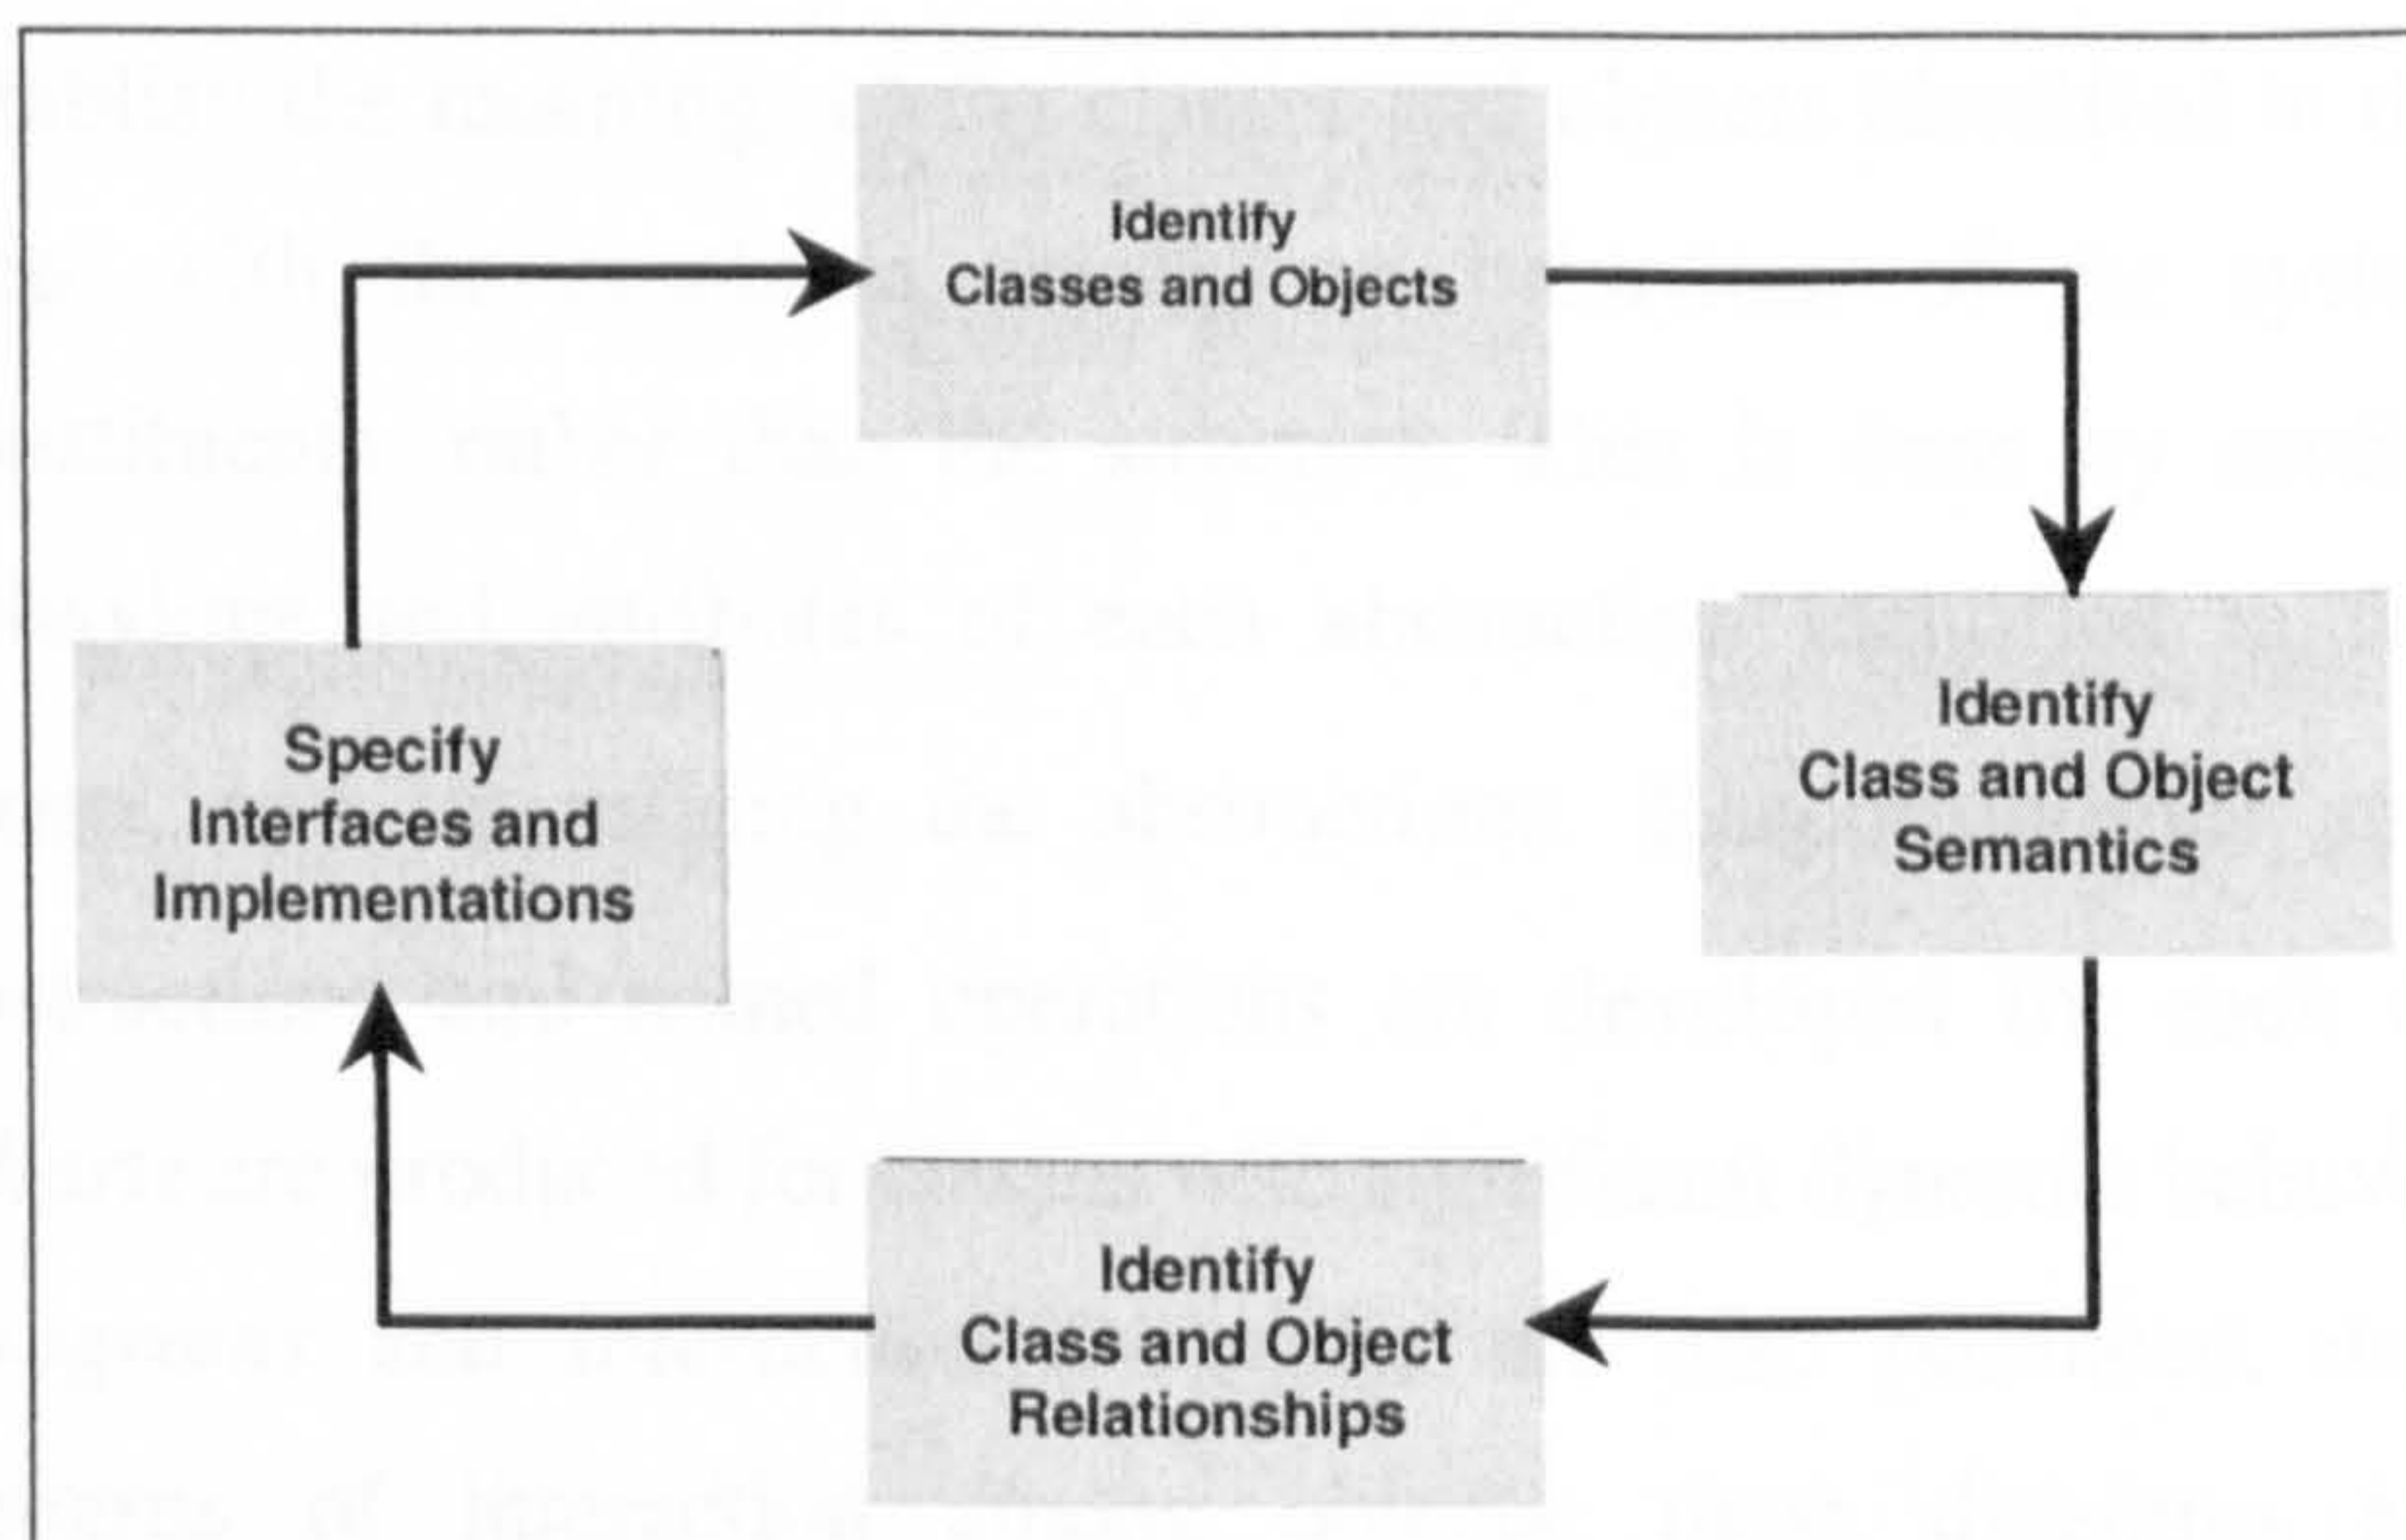 Identify
Classes and Objects
Identify
Class and Object
Semantics
Specify
Interfaces and
Implementations
Identify
Class and Object
Relationships